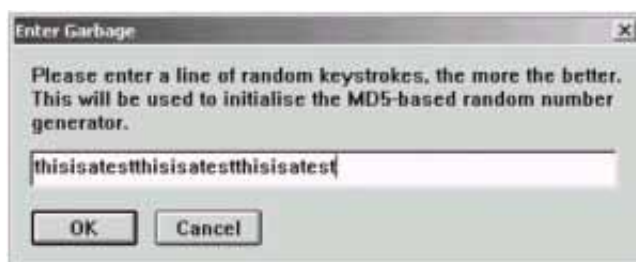 Enter Garbage
Please enter a line of random keystrokes, the more the better.
This will be used to initialise the MD5-based random number
generator.
thisisatestthisisatestthisisatest
OK Cancel